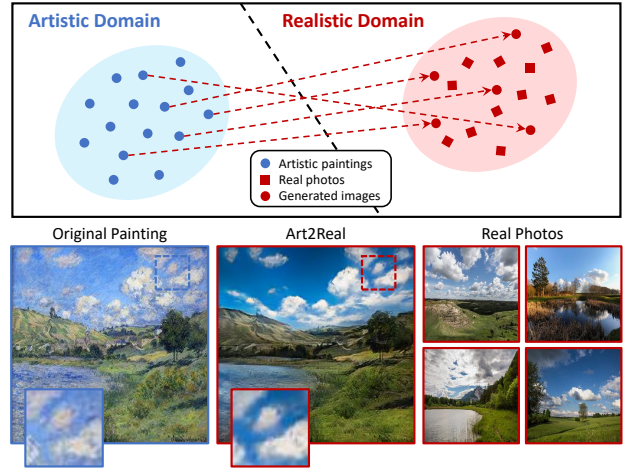 Artistic Domain
Realistic Domain
Artistic paintings
Real photos
Generated images
Original Painting
Art2Real
Real Photos